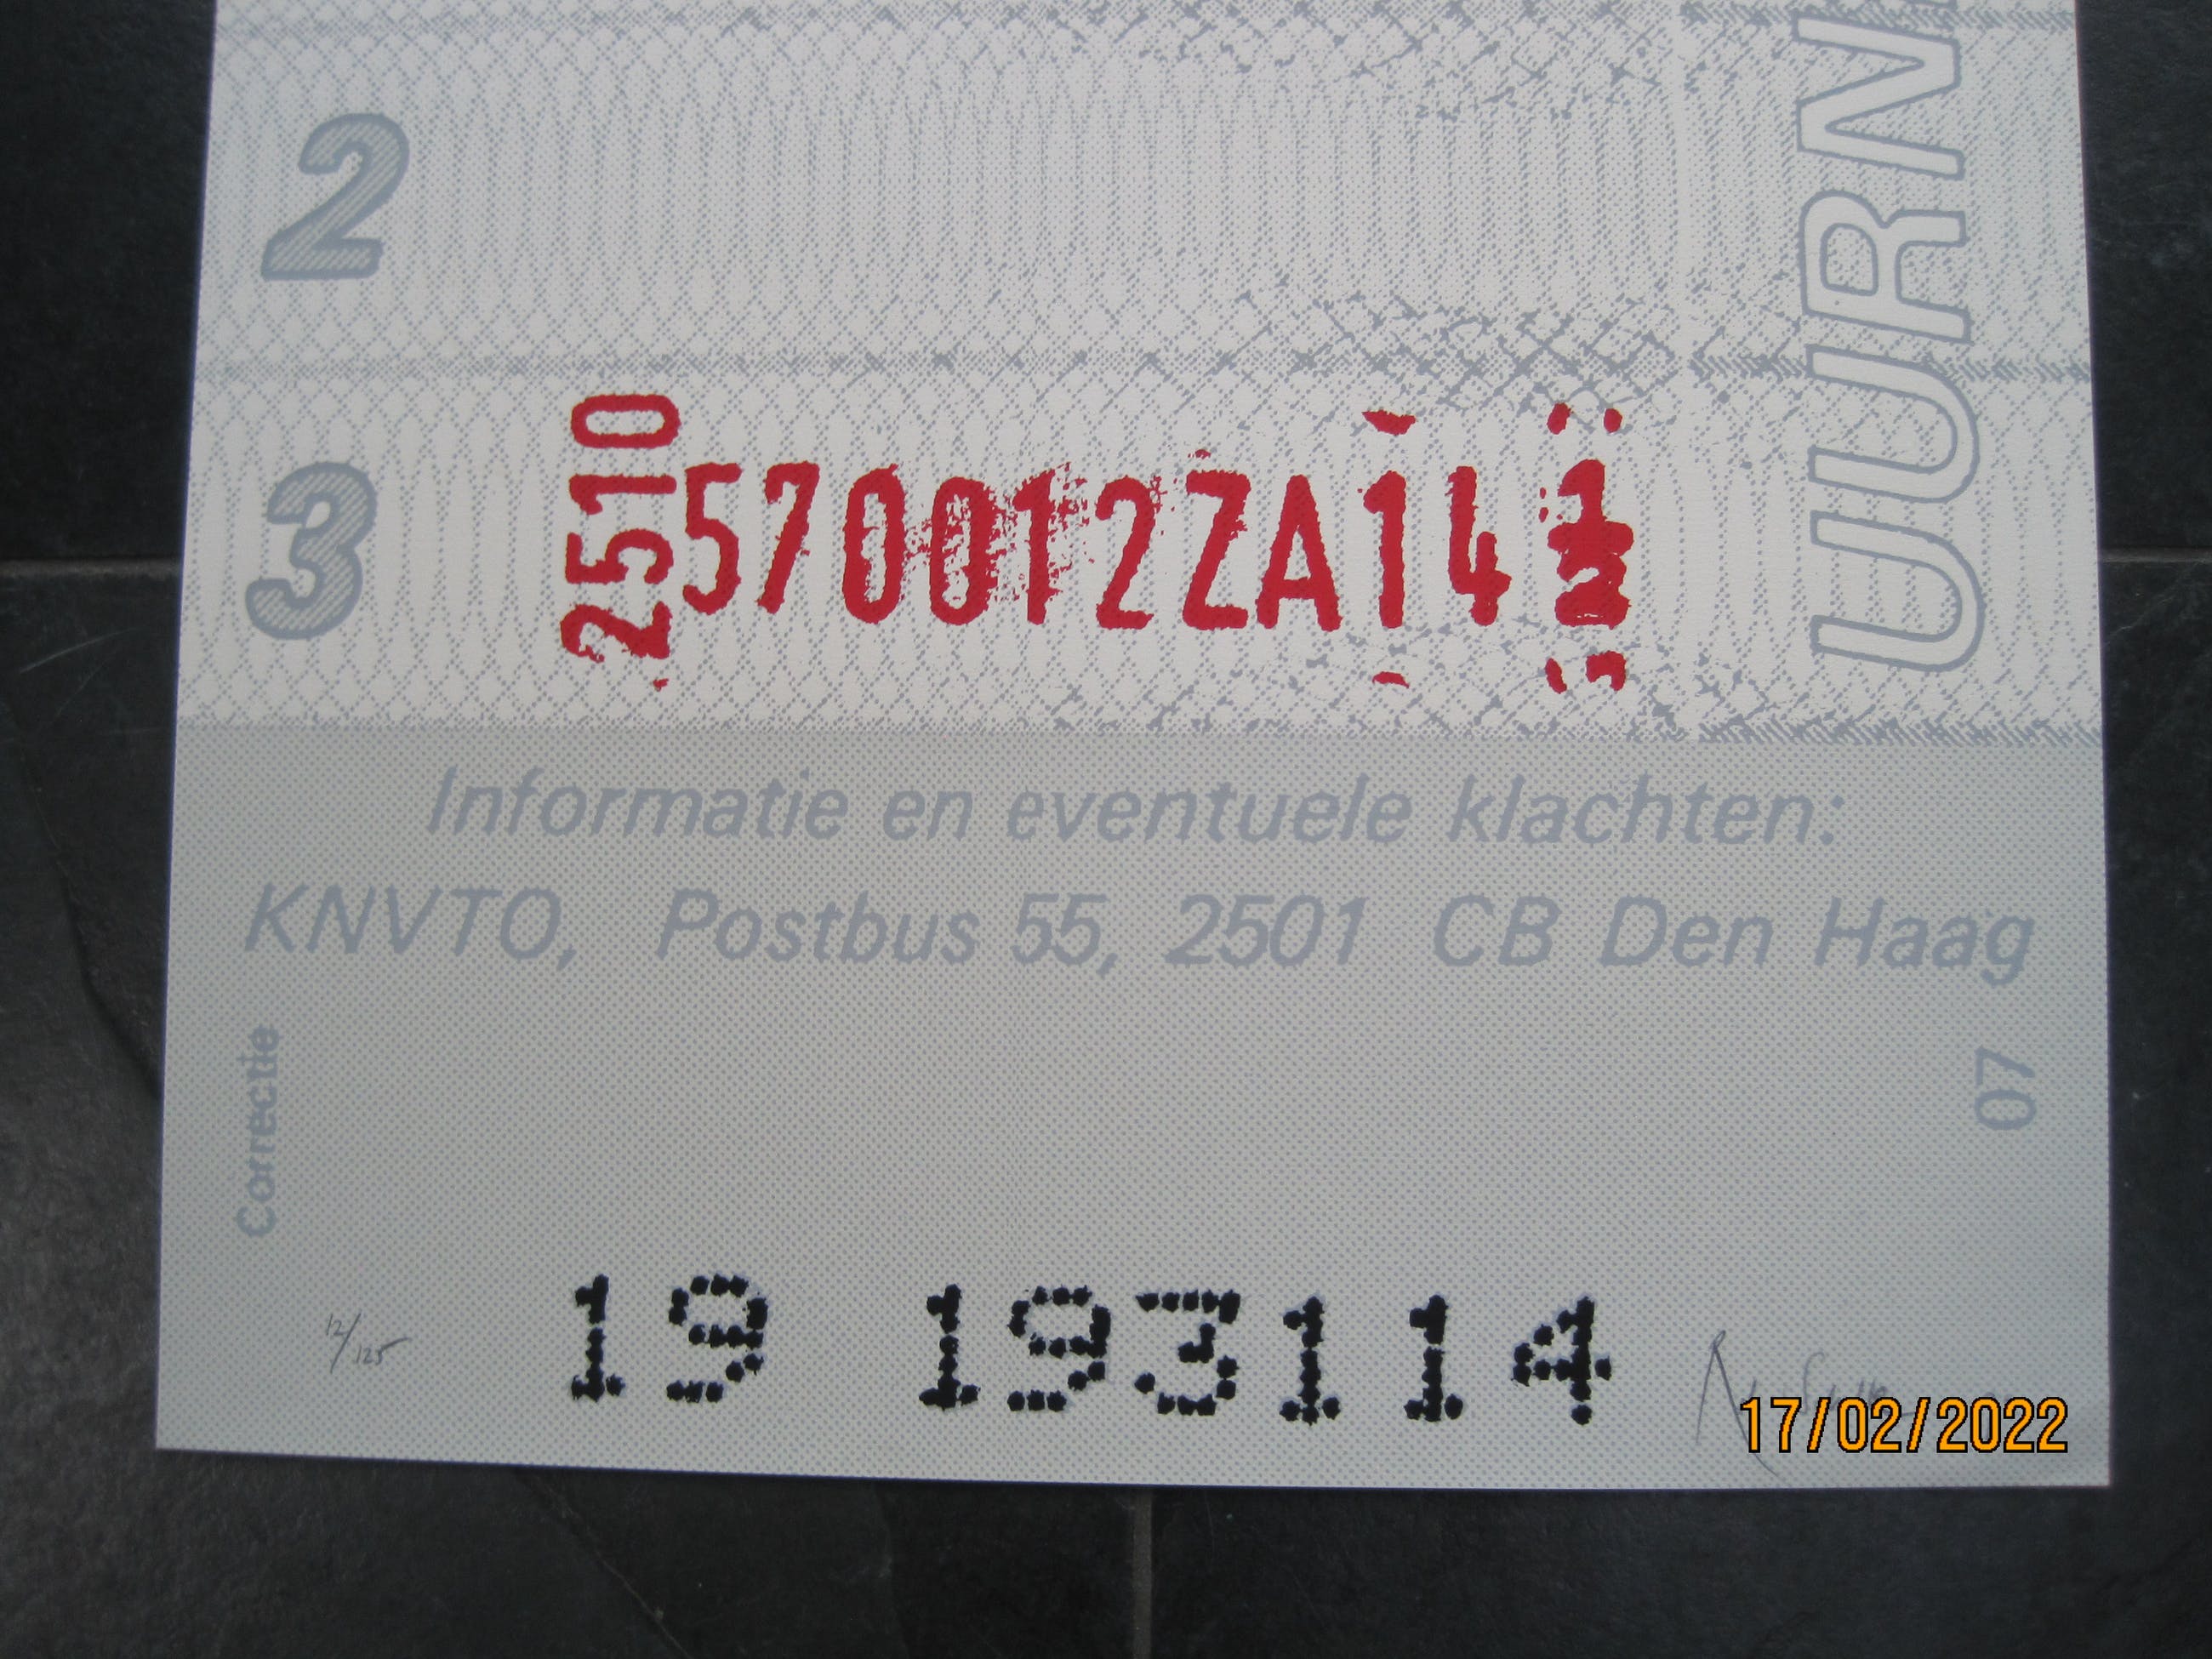 2
UURN
3
2510
570012ZA14
Informatie en eventuele klachten:
KNVTO, Postbus 55, 2501 CB Den Haag
Correctie
07
12/125
19 193114
17/02/2022